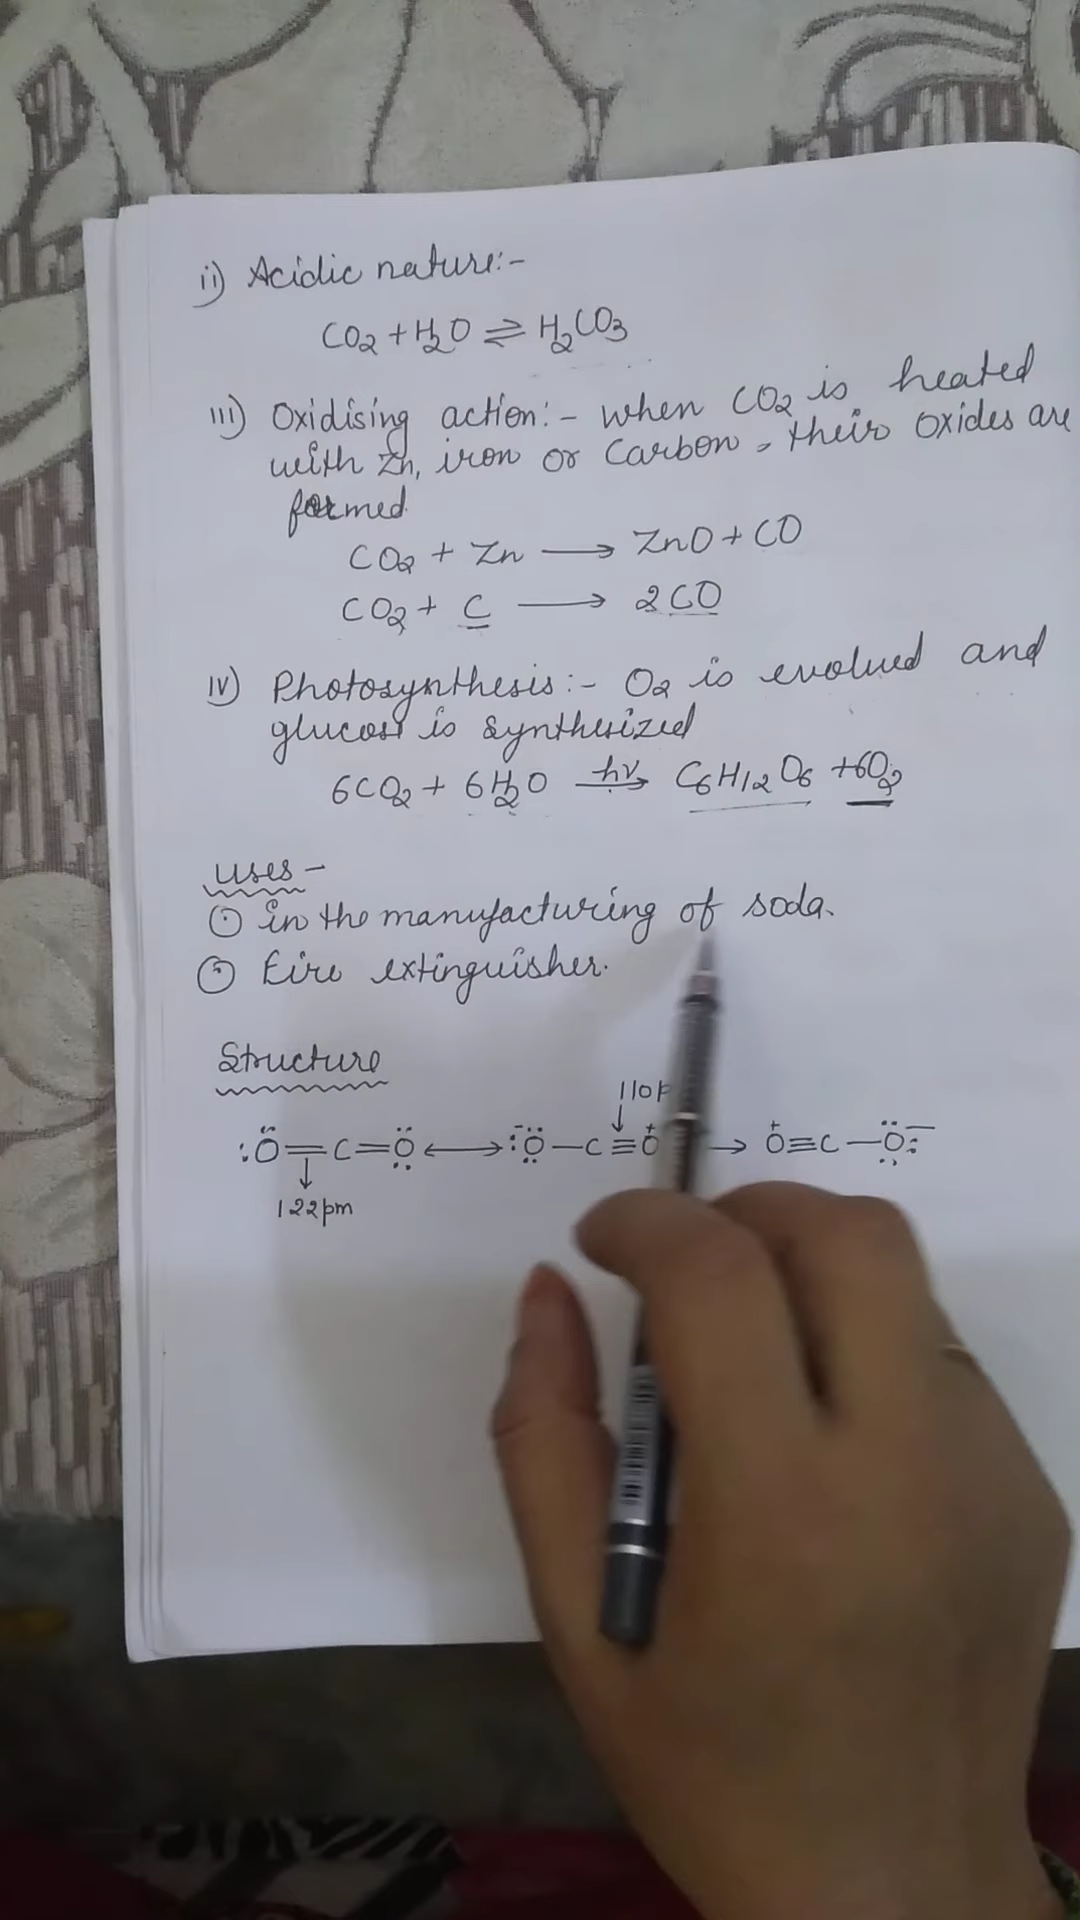 ii) Acidic nature:-
CO2 + H2O ⇌ H2CO3
III) Oxidising action:- when CO2 is heated
with Zn, iron or Carbon, their oxides are
formed.
CO2 + Zn ⟶ ZnO + CO
CO2 + C ⟶ 2CO
IV) Photosynthesis:- O2 is evolved and
glucose is synthesized
6CO2 + 6H2O —hν→ C6H12O6 + 6O2
Uses -
① in the manufacturing of soda.
② Fire extinguisher.
Structure
110p
:Ö=C=Ö: ⟷ :Ö̤⁻—C≡O⁺ → O⁺≡C—Ö̤:⁻
122pm